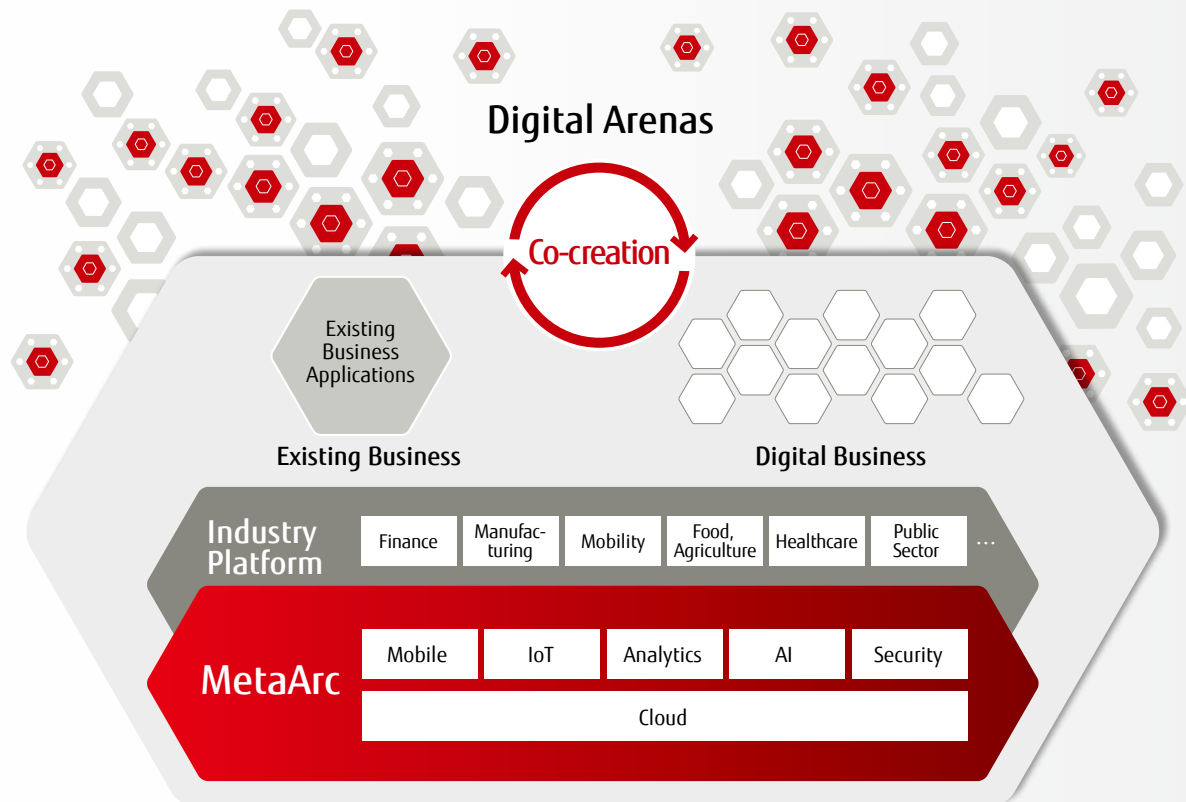 Digital Arenas
Co-creation
Existing
Business
Applications
Existing Business
Digital Business
Industry
Platform
Finance
Manufac-
turing
Mobility
Food,
Agriculture
Healthcare
Public
Sector
...
MetaArc
Mobile
IoT
Analytics
AI
Security
Cloud